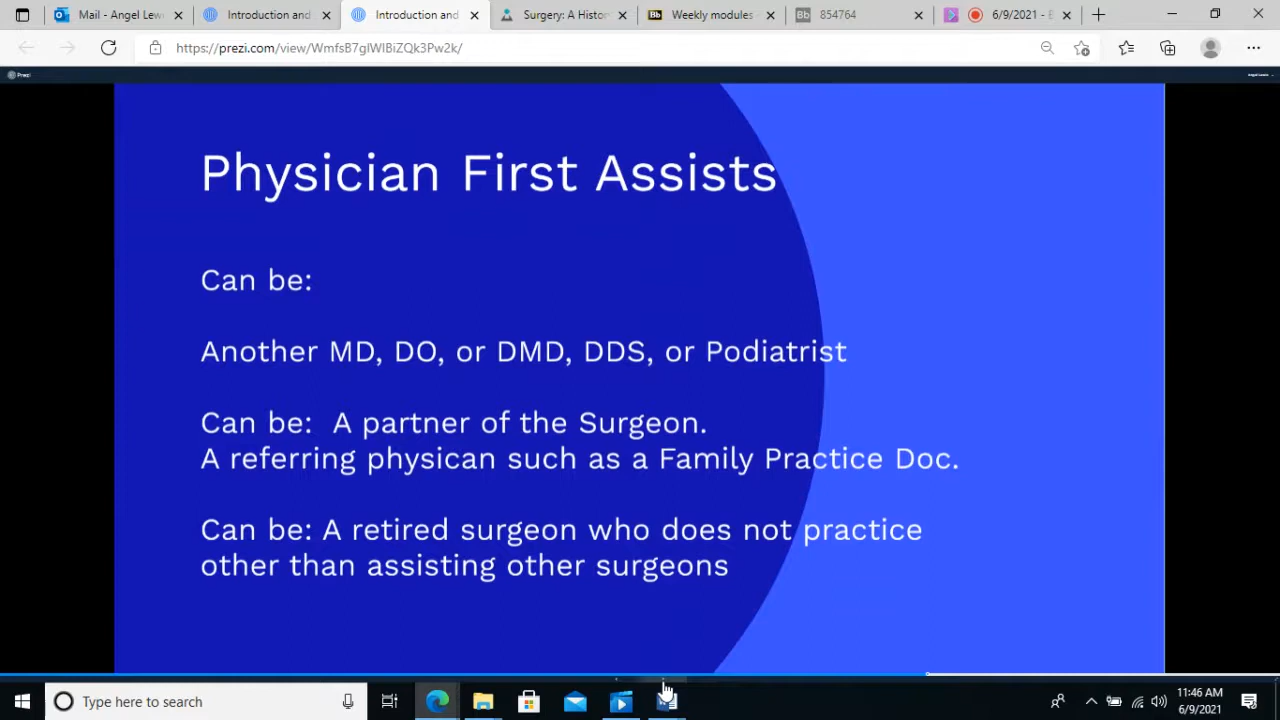 Mail - Angel Lew
Introduction and
Introduction and
Surgery: A Histor
Weekly modules
854764
6/9/2021 - E
https://prezi.com/view/WmfsB7gIWlBiZQk3Pw2k/
Prezi
Physician First Assists
Can be:
Another MD, DO, or DMD, DDS, or Podiatrist
Can be:  A partner of the Surgeon.
A referring physican such as a Family Practice Doc.
Can be: A retired surgeon who does not practice
other than assisting other surgeons
Type here to search
11:46 AM
6/9/2021